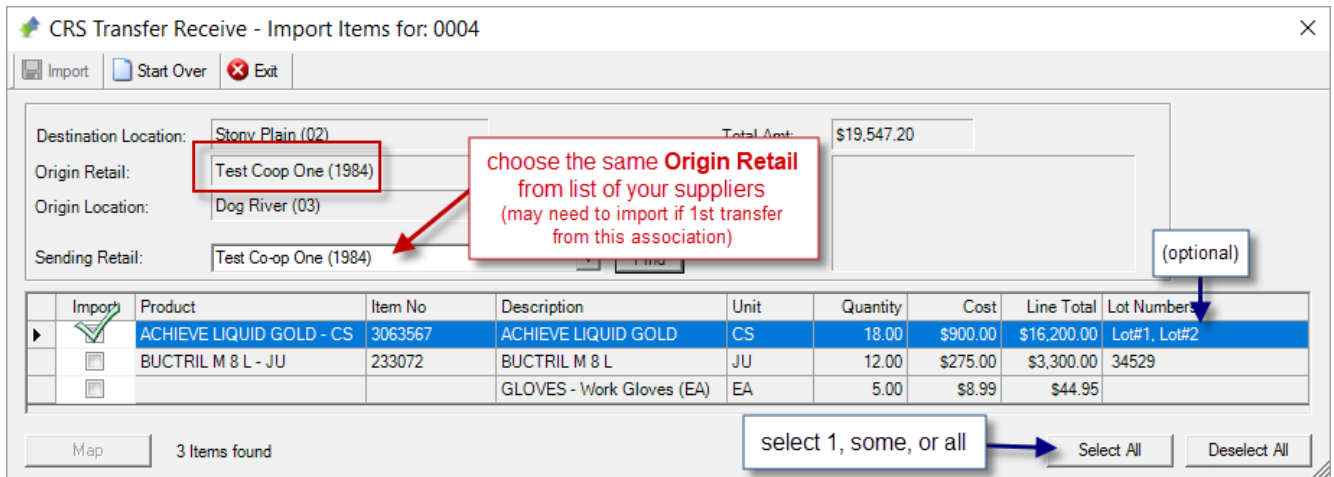 CRS Transfer Receive - Import Items for: 0004
Import Start Over Exit
Destination Location: Stony Plain (02) Total Amt: $19,547.20
Origin Retail: Test Coop One (1984)
Origin Location: Dog River (03)
choose the same Origin Retail
from list of your suppliers
(may need to import if 1st transfer
from this association)
(optional)
Sending Retail: Test Co-op One (1984) Find
Import Product Item No Description Unit Quantity Cost Line Total Lot Numbers
ACHIEVE LIQUID GOLD - CS 3063567 ACHIEVE LIQUID GOLD CS 18.00 $900.00 $16,200.00 Lot#1, Lot#2
BUCTRIL M 8 L - JU 233072 BUCTRIL M 8 L JU 12.00 $275.00 $3,300.00 34529
GLOVES - Work Gloves (EA) EA 5.00 $8.99 $44.95
Map 3 Items found
select 1, some, or all
Select All Deselect All